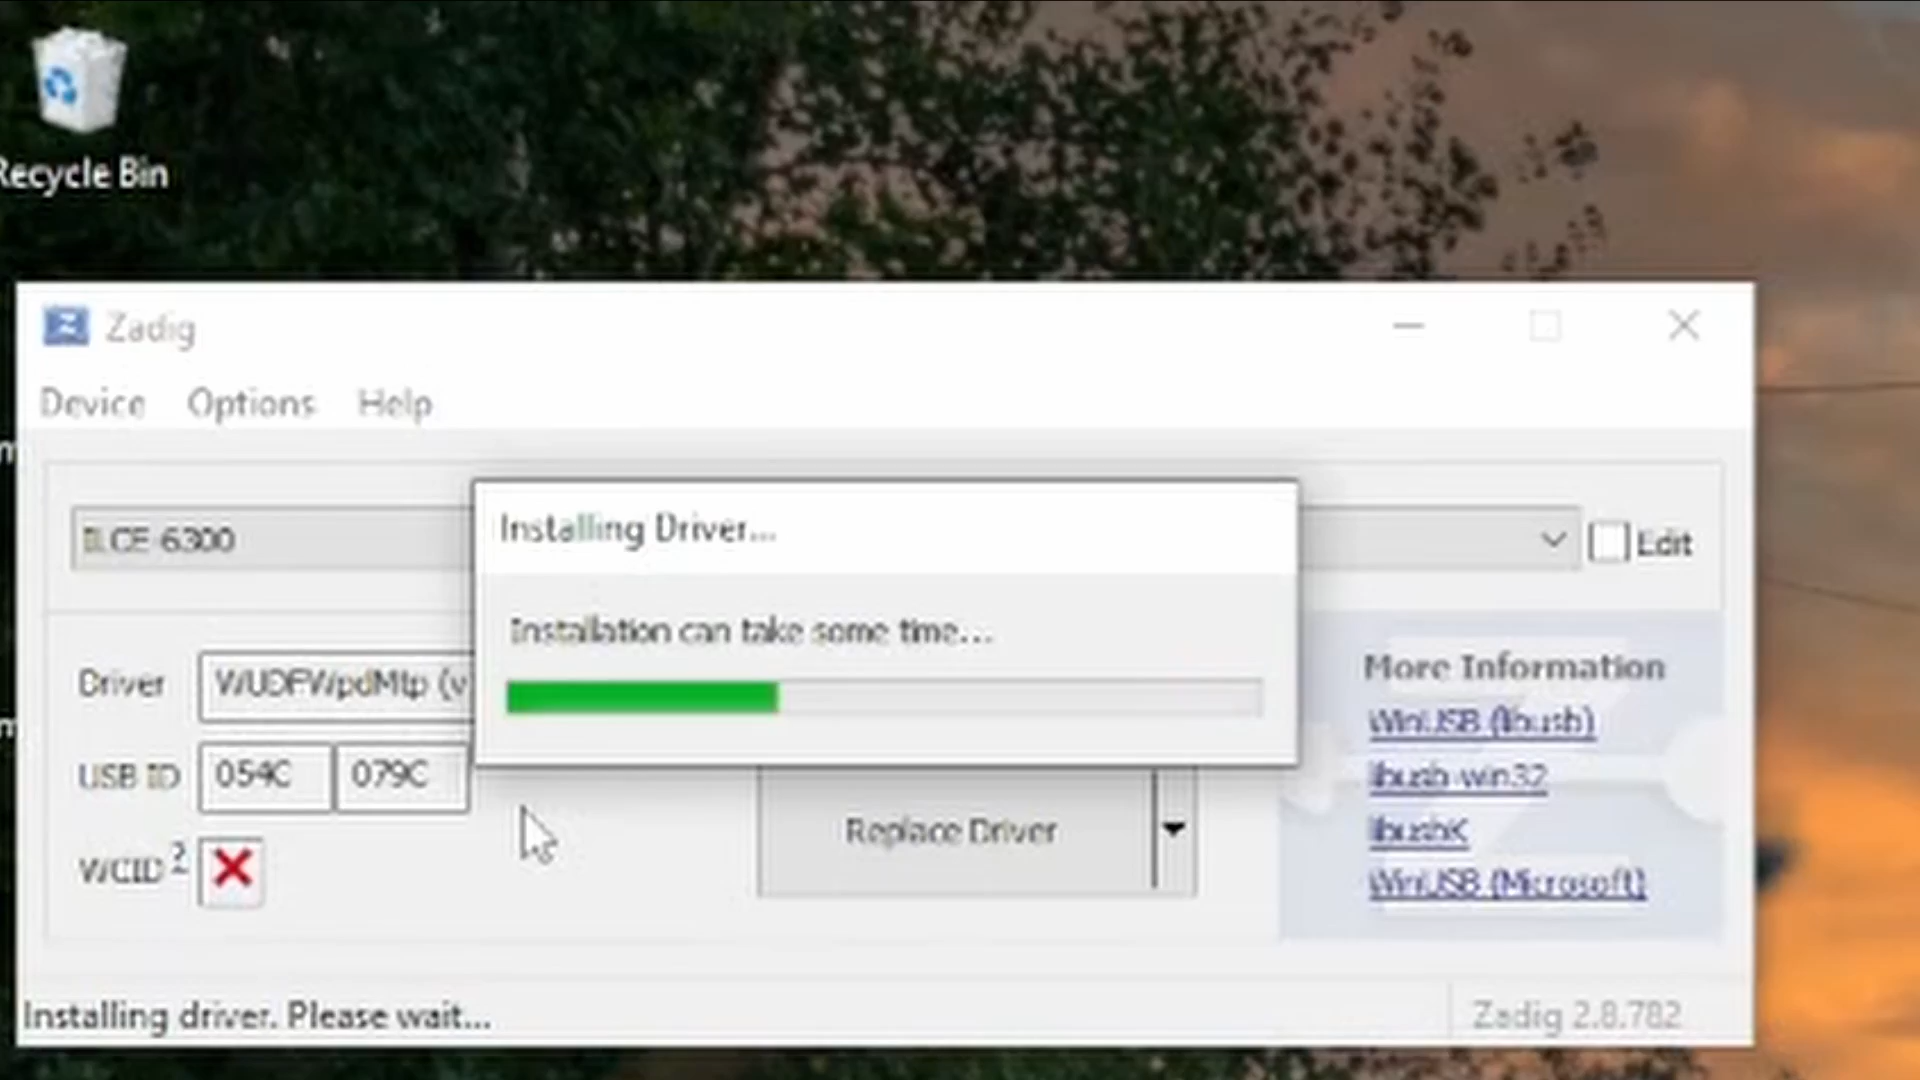 Recycle Bin
Zadig
Device Options Help
ILCE-6300
Edit
Installing Driver...
Installation can take some time...
Driver WUDFWpdMtp (v
USB ID 054C 079C
WCID ?
Replace Driver
More Information
WinUSB (libusb)
libusb-win32
libusbK
WinUSB (Microsoft)
Installing driver. Please wait...
Zadig 2.8.782